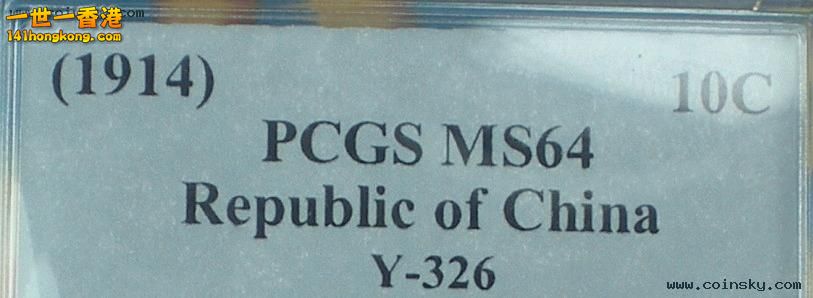 一世一香港
141hongkong.com
(1914)
10C
PCGS MS64
Republic of China
Y-326
www.coinsky.com